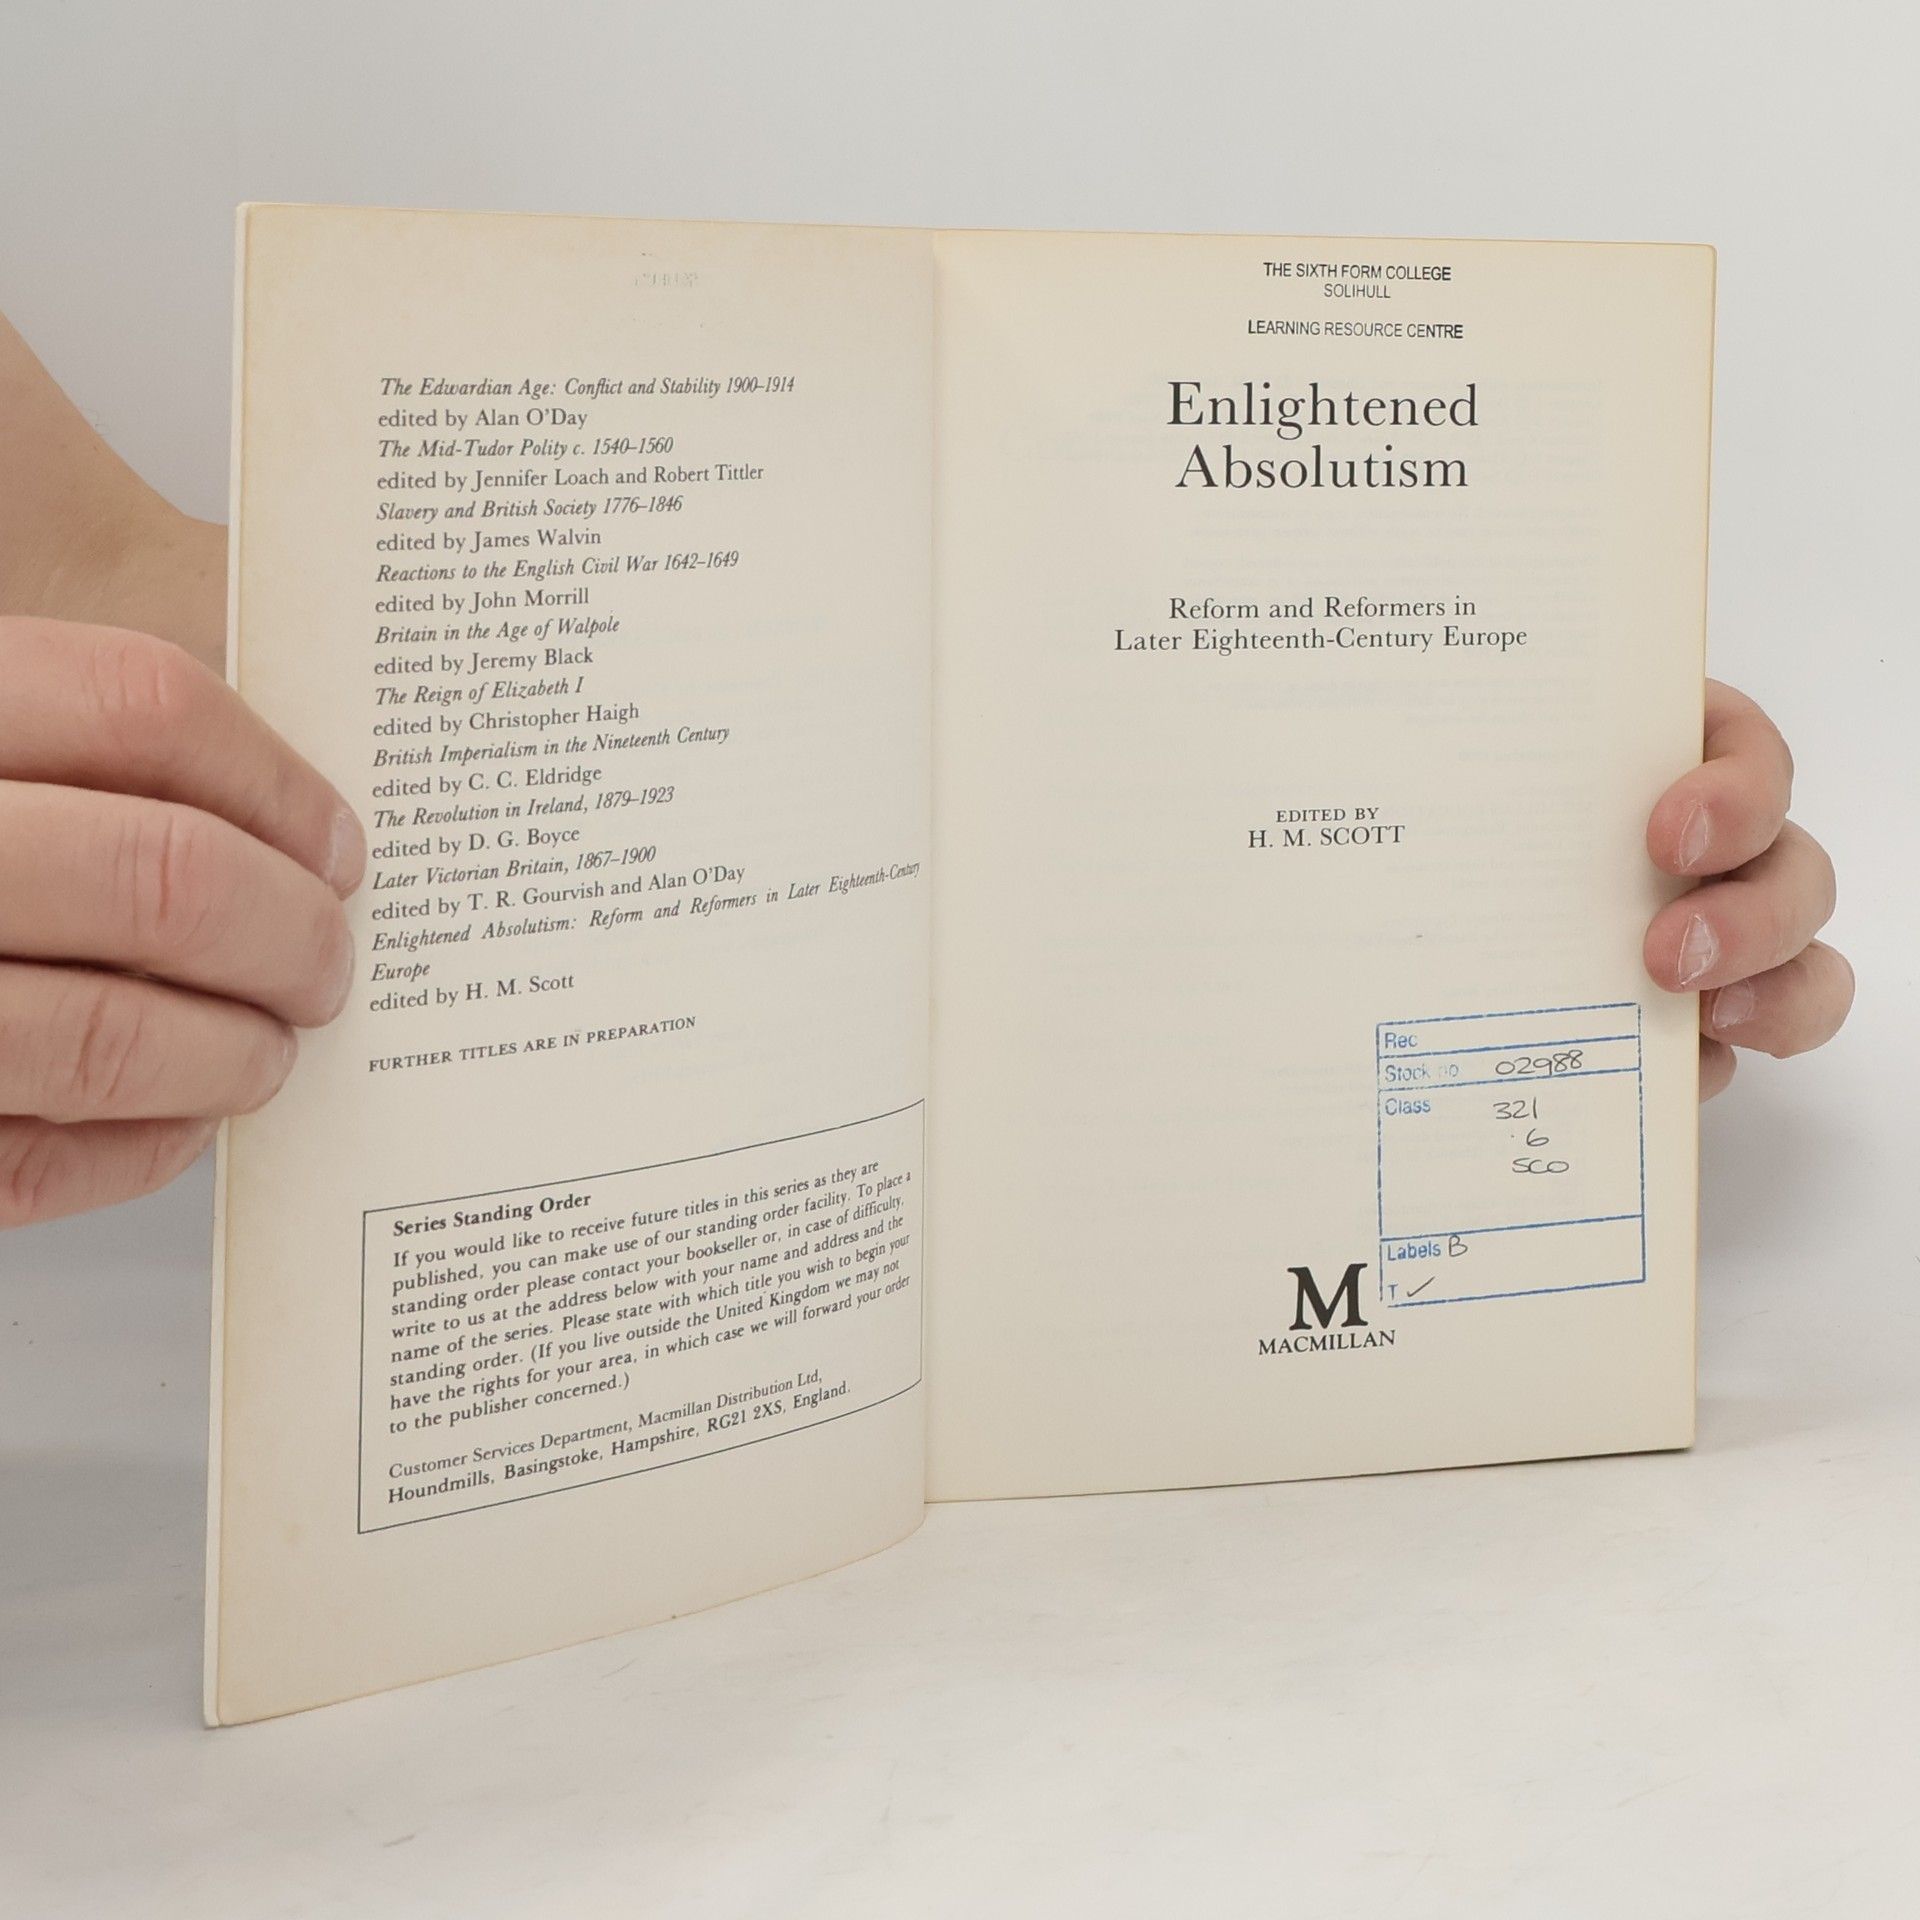 The Edwardian Age: Conflict and Stability 1900–1914
edited by Alan O'Day
The Mid-Tudor Polity c. 1540–1560
edited by Jennifer Loach and Robert Tittler
Slavery and British Society 1776–1846
edited by James Walvin
Reactions to the English Civil War 1642–1649
edited by John Morrill
Britain in the Age of Walpole
edited by Jeremy Black
The Reign of Elizabeth I
edited by Christopher Haigh
British Imperialism in the Nineteenth Century
edited by C. C. Eldridge
The Revolution in Ireland, 1879–1923
edited by D. G. Boyce
Later Victorian Britain, 1867–1900
edited by T. R. Gourvish and Alan O'Day
Enlightened Absolutism: Reform and Reformers in Later Eighteenth-Century
Europe
edited by H. M. Scott
FURTHER TITLES ARE IN PREPARATION
Series Standing Order
If you would like to receive future titles in this series as they are
published, you can make use of our standing order facility. To place a
standing order please contact your bookseller or, in case of difficulty,
write to us at the address below with your name and address and the
name of the series. Please state with which title you wish to begin your
standing order. (If you live outside the United Kingdom we may not
have the rights for your area, in which case we will forward your order
to the publisher concerned.)
Customer Services Department, Macmillan Distribution Ltd,
Houndmills, Basingstoke, Hampshire, RG21 2XS, England.
THE SIXTH FORM COLLEGE
SOLIHULL
LEARNING RESOURCE CENTRE
Enlightened
Absolutism
Reform and Reformers in
Later Eighteenth-Century Europe
EDITED BY
H. M. SCOTT
Rec
Stock no 02988
Class 321
.6
SCO
Labels B
T ✓
M
MACMILLAN